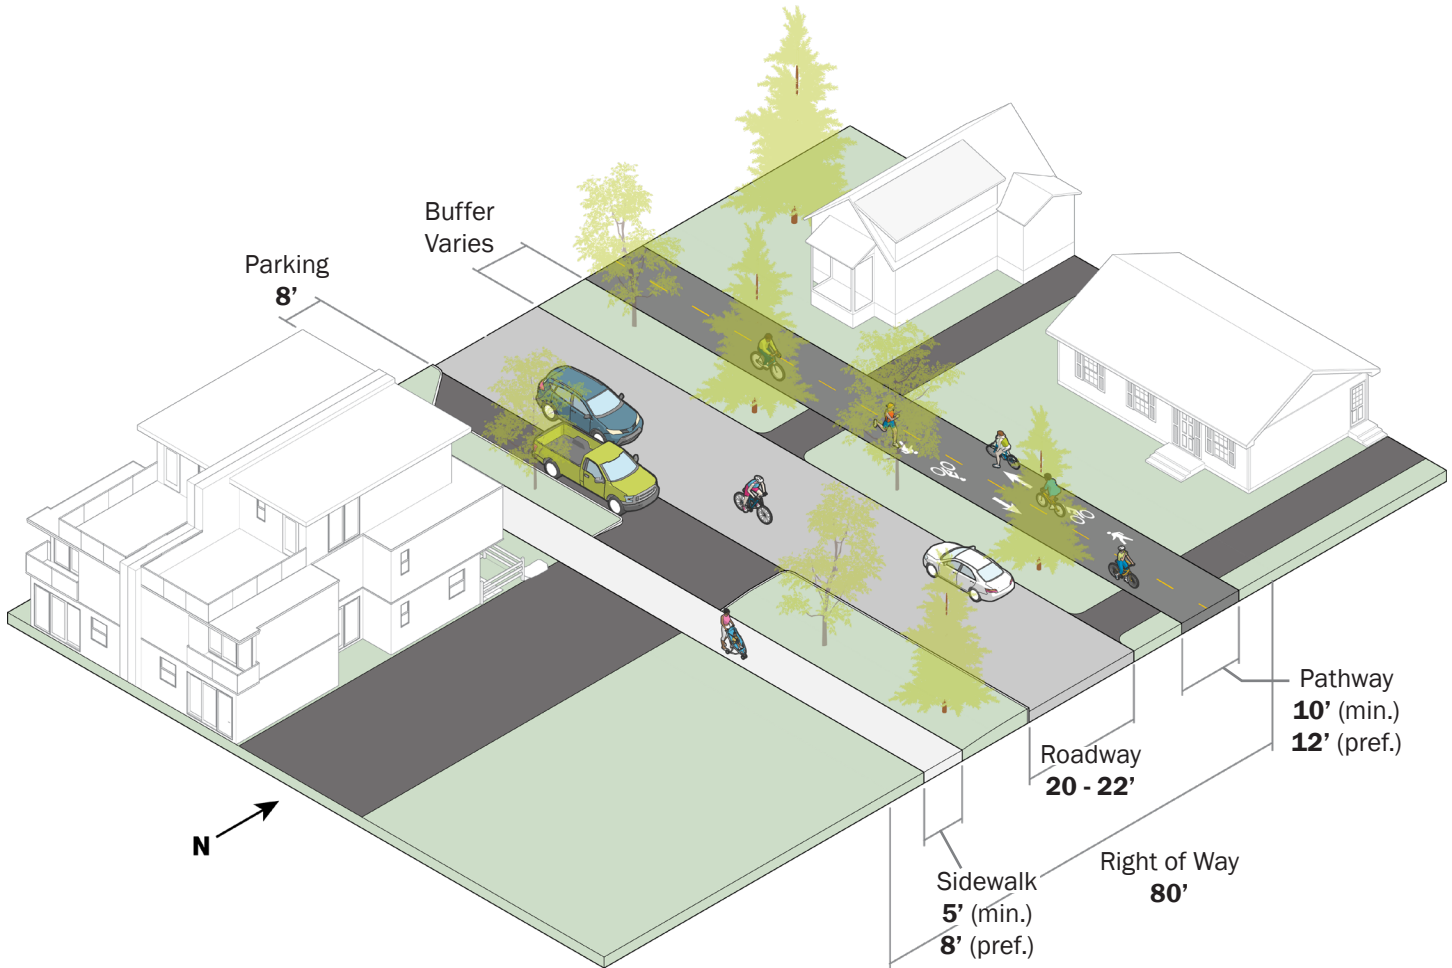 Buffer
Varies
Parking
8’
Pathway
10’ (min.)
12’ (pref.)
Roadway
20 - 22’
N
Right of Way
80’
Sidewalk
5’ (min.)
8’ (pref.)